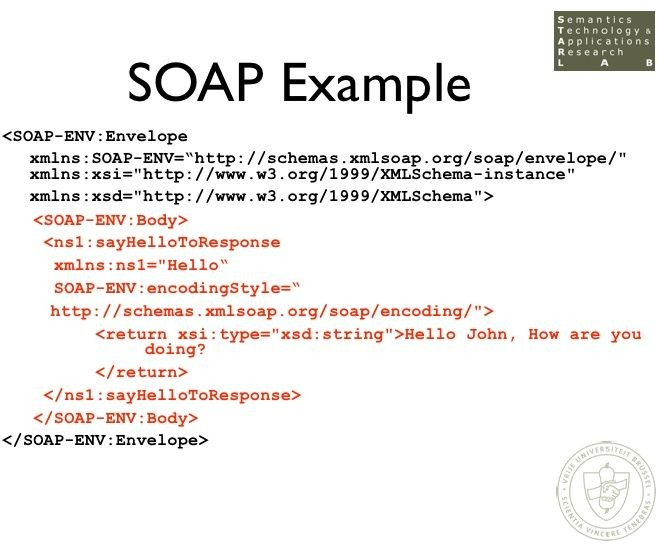 Semantics
Technology &
Applications
Research
L A B
SOAP Example
<SOAP-ENV:Envelope
xmlns:SOAP-ENV=“http://schemas.xmlsoap.org/soap/envelope/"
xmlns:xsi="http://www.w3.org/1999/XMLSchema-instance"
xmlns:xsd="http://www.w3.org/1999/XMLSchema">
<SOAP-ENV:Body>
<ns1:sayHelloToResponse
xmlns:ns1="Hello“
SOAP-ENV:encodingStyle=“
http://schemas.xmlsoap.org/soap/encoding/">
<return xsi:type="xsd:string">Hello John, How are you
doing?
</return>
</ns1:sayHelloToResponse>
</SOAP-ENV:Body>
</SOAP-ENV:Envelope>
VRIJE UNIVERSITEIT BRUSSEL
SCIENTIA VINCERE TENEBRAS